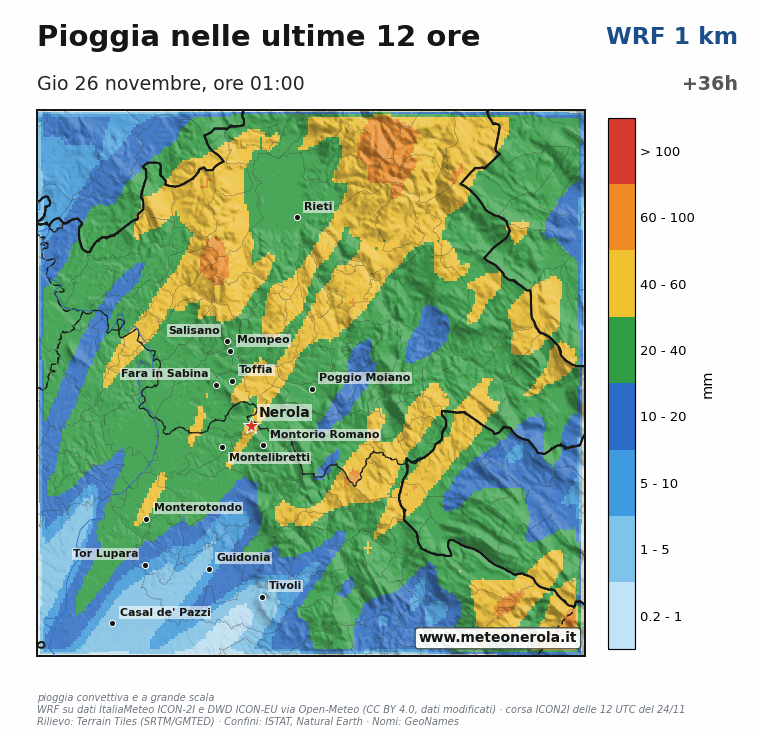 Pioggia nelle ultime 12 ore
WRF 1 km
Gio 26 novembre, ore 01:00
+36h
> 100
60 - 100
40 - 60
20 - 40
10 - 20
5 - 10
1 - 5
0.2 - 1
mm
Rieti
Salisano
Mompeo
Fara in Sabina
Toffia
Poggio Moiano
Nerola
Montorio Romano
Montelibretti
Monterotondo
Tor Lupara
Guidonia
Tivoli
Casal de' Pazzi
www.meteonerola.it
pioggia convettiva e a grande scala
WRF su dati ItaliaMeteo ICON-2I e DWD ICON-EU via Open-Meteo (CC BY 4.0, dati modificati) · corsa ICON2I delle 12 UTC del 24/11
Rilievo: Terrain Tiles (SRTM/GMTED) · Confini: ISTAT, Natural Earth · Nomi: GeoNames